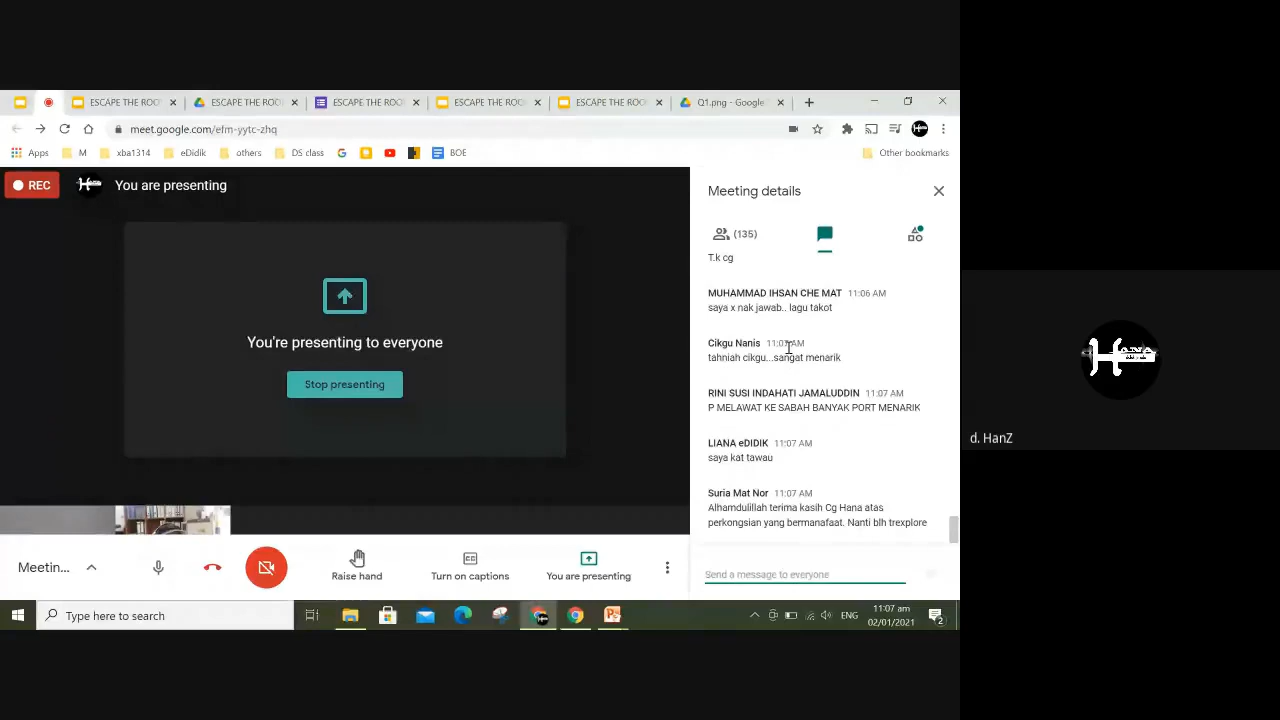 ESCAPE THE ROO
ESCAPE THE ROO
ESCAPE THE ROO
ESCAPE THE ROO
ESCAPE THE ROO
Q1.png - Google
meet.google.com/efm-yytc-zhq
Apps
M
xba1314
eDidik
others
DS class
BOE
Other bookmarks
REC
You are presenting
Meeting details
(135)
T.k cg
MUHAMMAD IHSAN CHE MAT 11:06 AM
saya x nak jawab.. lagu takot
Cikgu Nanis 11:07 AM
tahniah cikgu...sangat menarik
RINI SUSI INDAHATI JAMALUDDIN 11:07 AM
P MELAWAT KE SABAH BANYAK PORT MENARIK
LIANA eDIDIK 11:07 AM
saya kat tawau
Suria Mat Nor 11:07 AM
Alhamdulillah terima kasih Cg Hana atas
perkongsian yang bermanafaat. Nanti blh trexplore
Send a message to everyone
You're presenting to everyone
Stop presenting
Meetin...
Raise hand
CC
Turn on captions
You are presenting
Type here to search
ENG
11:07 am
02/01/2021
2
d. HanZ